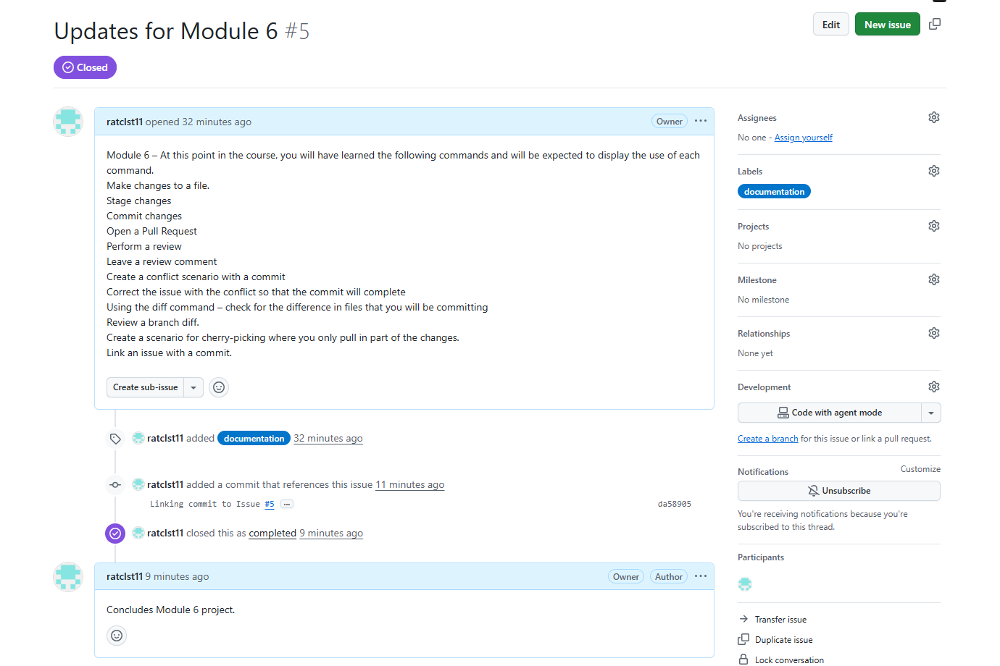 Updates for Module 6 #5
Edit
New issue
Closed
ratclst11 opened 32 minutes ago
Owner
Module 6 – At this point in the course, you will have learned the following commands and will be expected to display the use of each
command.
Make changes to a file.
Stage changes
Commit changes
Open a Pull Request
Perform a review
Leave a review comment
Create a conflict scenario with a commit
Correct the issue with the conflict so that the commit will complete
Using the diff command – check for the difference in files that you will be committing
Review a branch diff.
Create a scenario for cherry-picking where you only pull in part of the changes.
Link an issue with a commit.
Create sub-issue
ratclst11 added documentation 32 minutes ago
ratclst11 added a commit that references this issue 11 minutes ago
Linking commit to Issue #5 ...
da58905
ratclst11 closed this as completed 9 minutes ago
ratclst11 9 minutes ago
Owner
Author
Concludes Module 6 project.
Assignees
No one - Assign yourself
Labels
documentation
Projects
No projects
Milestone
No milestone
Relationships
None yet
Development
Code with agent mode
Create a branch for this issue or link a pull request.
Notifications
Customize
Unsubscribe
You're receiving notifications because you're
subscribed to this thread.
Participants
Transfer issue
Duplicate issue
Lock conversation